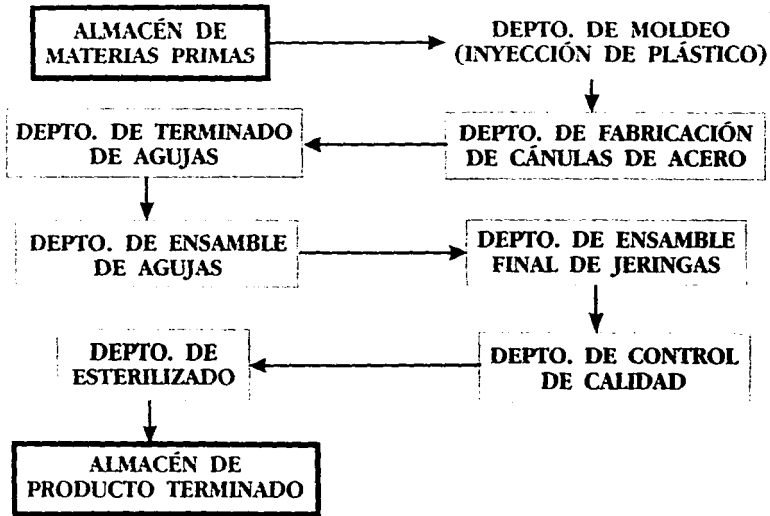 ALMACÉN DE
MATERIAS PRIMAS
DEPTO. DE MOLDEO
(INYECCIÓN DE PLÁSTICO)
DEPTO. DE TERMINADO
DE AGUJAS
DEPTO. DE FABRICACIÓN
DE CÁNULAS DE ACERO
DEPTO. DE ENSAMBLE
DE AGUJAS
DEPTO. DE ENSAMBLE
FINAL DE JERINGAS
DEPTO. DE
ESTERILIZADO
DEPTO. DE CONTROL
DE CALIDAD
ALMACÉN DE
PRODUCTO TERMINADO